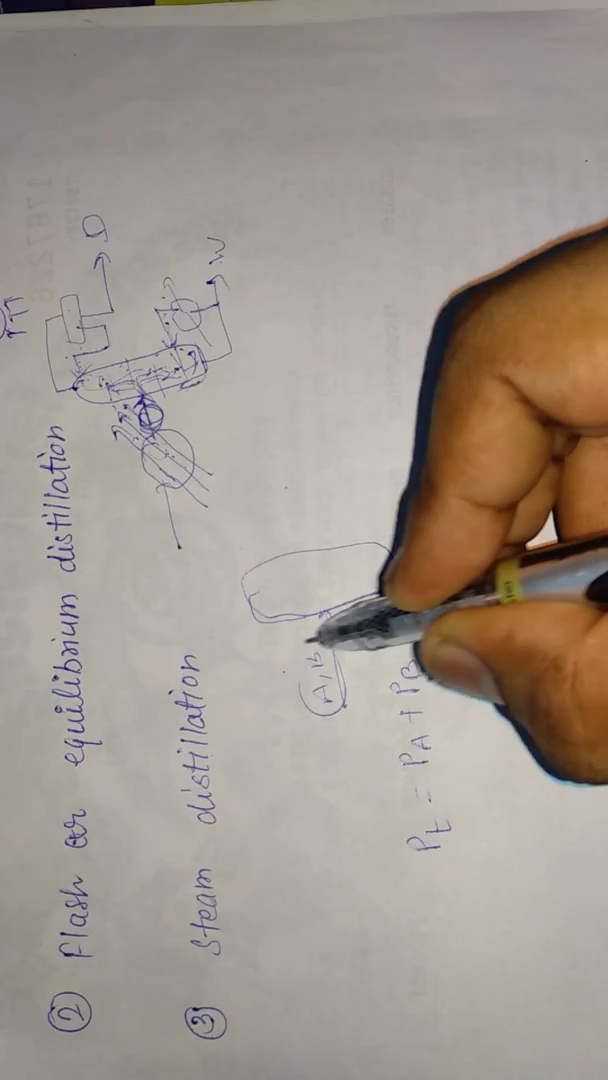 ② Flash or equilibrium distillation
D
W
③ Steam distillation
A, B
Pt = PA + PB